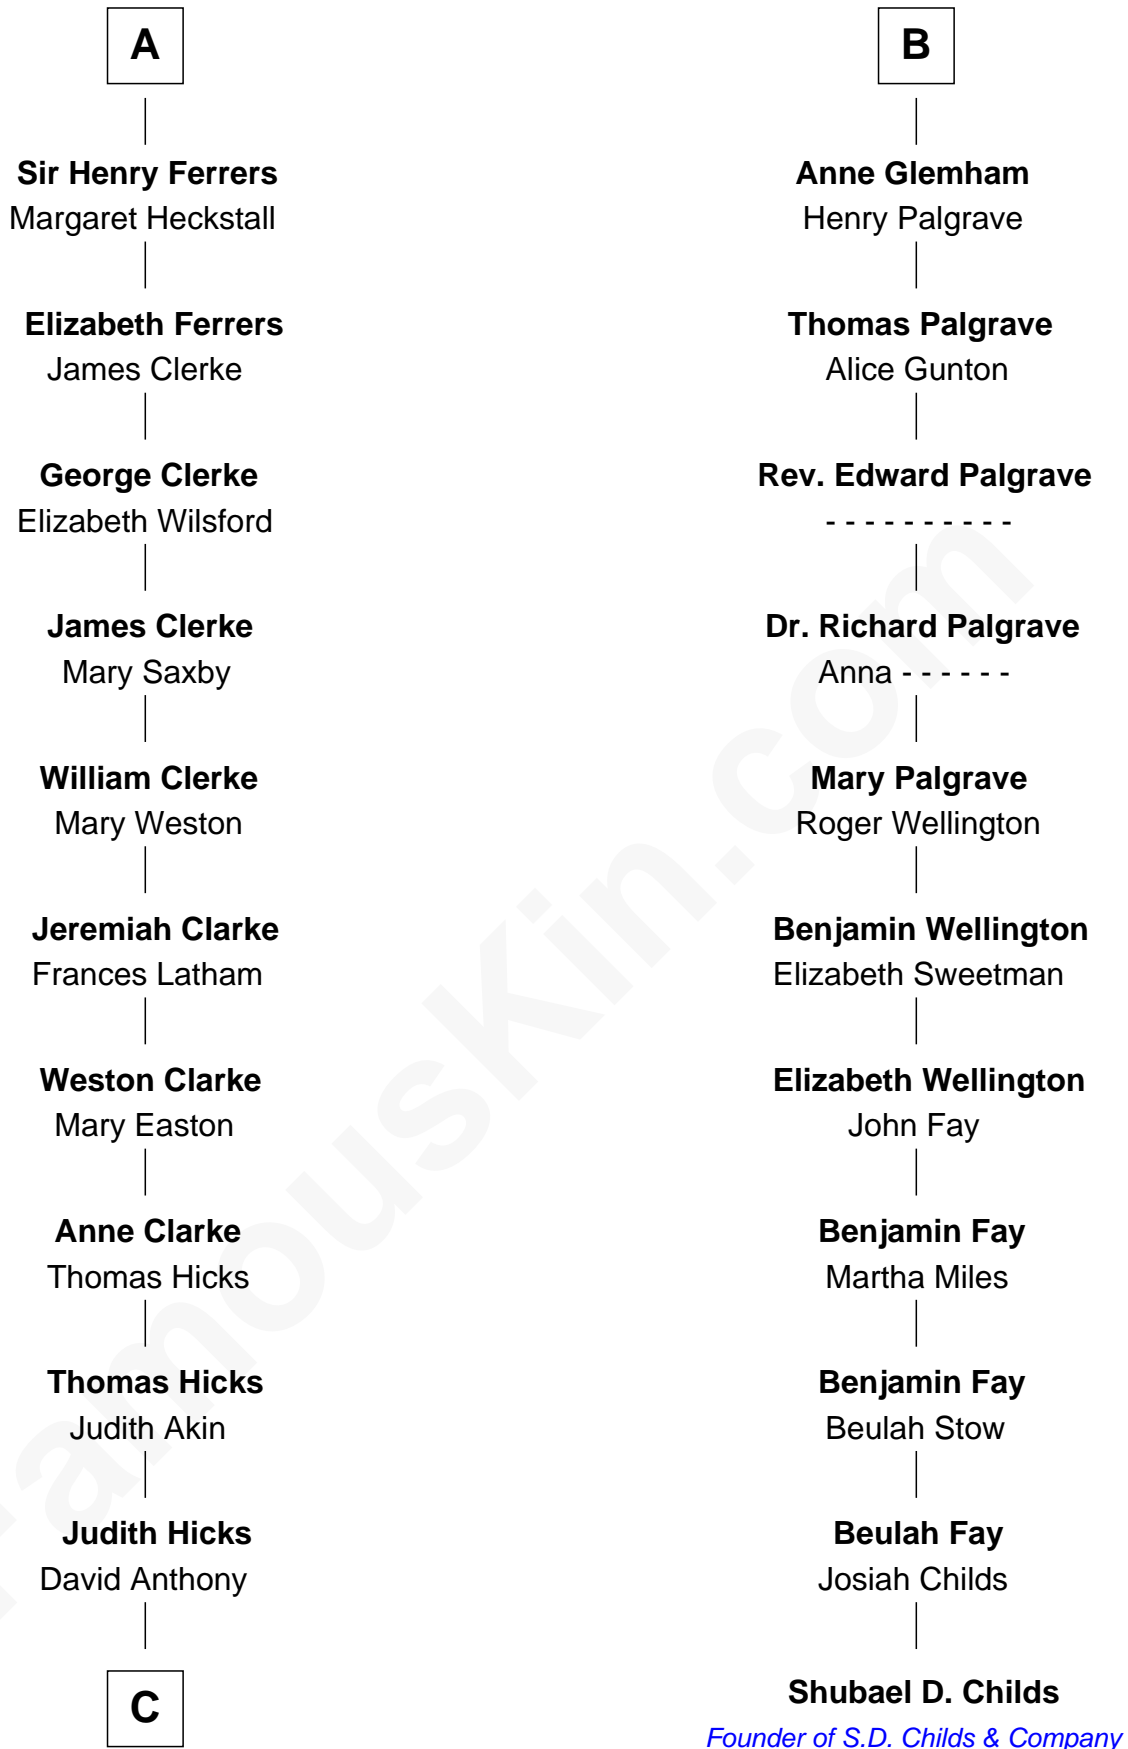 A
Sir Henry Ferrers
Margaret Heckstall
Elizabeth Ferrers
James Clerke
George Clerke
Elizabeth Wilsford
James Clerke
Mary Saxby
William Clerke
Mary Weston
Jeremiah Clarke
Frances Latham
Weston Clarke
Mary Easton
Anne Clarke
Thomas Hicks
Thomas Hicks
Judith Akin
Judith Hicks
David Anthony
C
B
Anne Glemham
Henry Palgrave
Thomas Palgrave
Alice Gunton
Rev. Edward Palgrave
- - - - - - - - - -
Dr. Richard Palgrave
Anna - - - - - -
Mary Palgrave
Roger Wellington
Benjamin Wellington
Elizabeth Sweetman
Elizabeth Wellington
John Fay
Benjamin Fay
Martha Miles
Benjamin Fay
Beulah Stow
Beulah Fay
Josiah Childs
Shubael D. Childs
Founder of S.D. Childs & Company
FamousKin.com